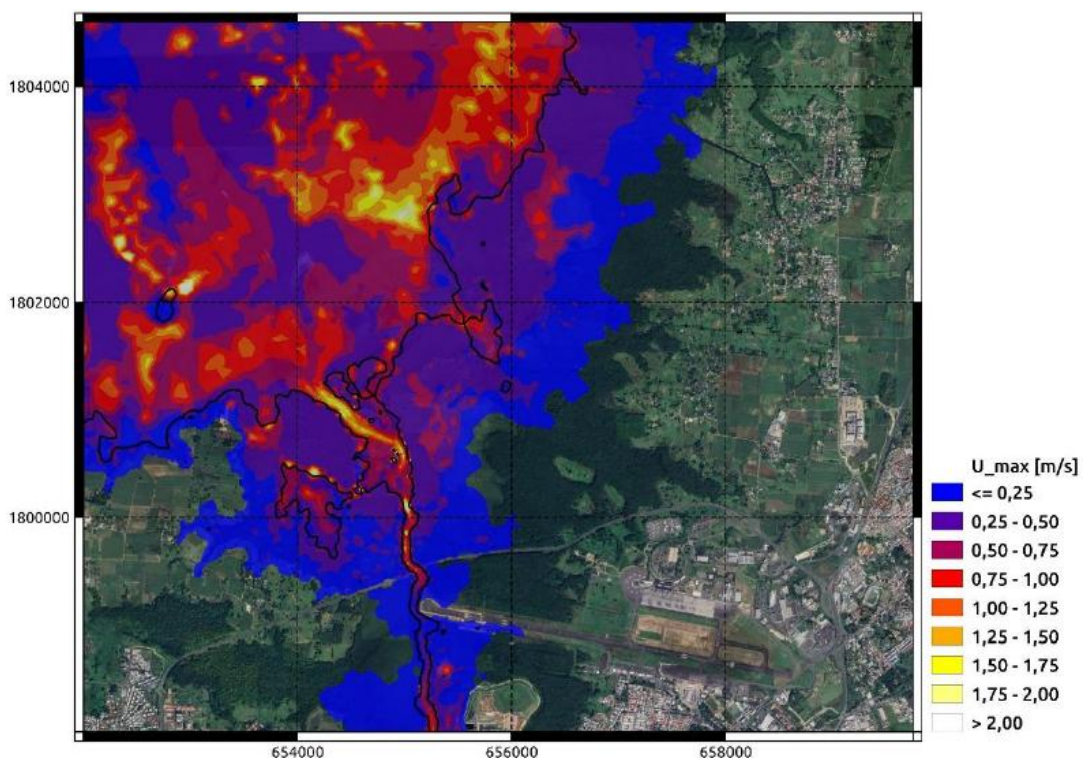 1804000
1802000
1800000
654000
656000
658000
U_max [m/s]
<= 0,25
0,25 - 0,50
0,50 - 0,75
0,75 - 1,00
1,00 - 1,25
1,25 - 1,50
1,50 - 1,75
1,75 - 2,00
> 2,00